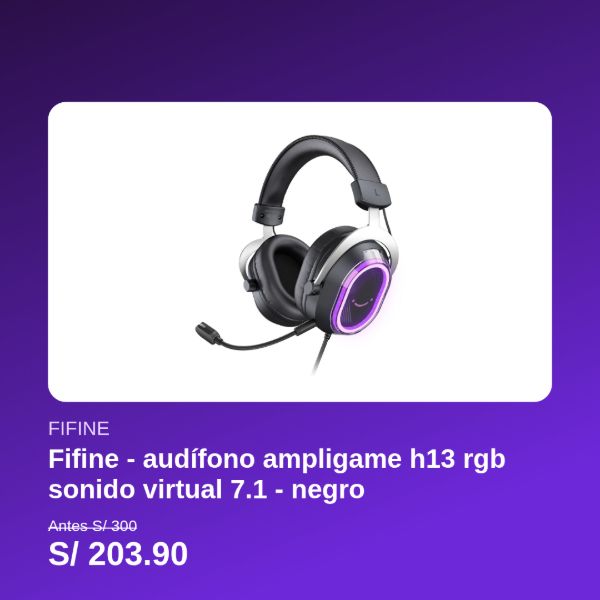 FIFINE
Fifine - audífono ampligame h13 rgb
sonido virtual 7.1 - negro
Antes S/ 300
S/ 203.90